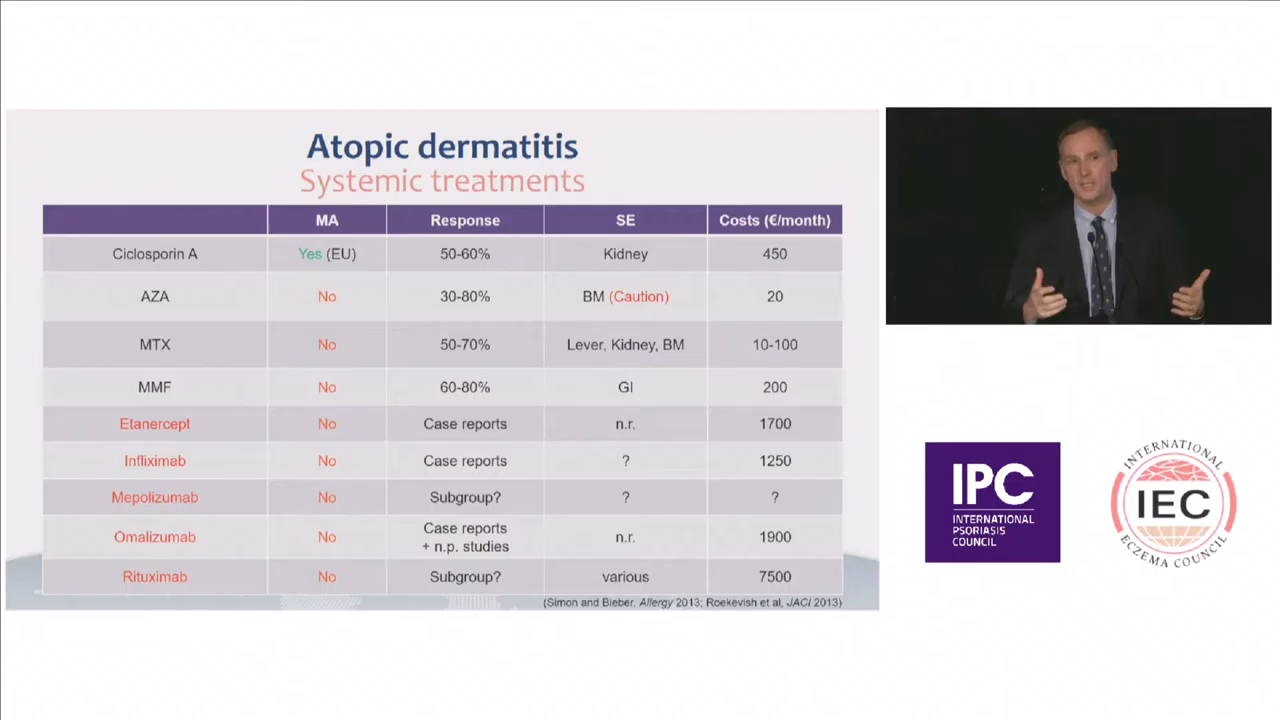 Atopic dermatitis
Systemic treatments
MA Response SE Costs (€/month)
Ciclosporin A Yes (EU) 50-60% Kidney 450
AZA No 30-80% BM (Caution) 20
MTX No 50-70% Lever, Kidney, BM 10-100
MMF No 60-80% GI 200
Etanercept No Case reports n.r. 1700
Infliximab No Case reports ? 1250
Mepolizumab No Subgroup? ? ?
Omalizumab No Case reports + n.p. studies n.r. 1900
Rituximab No Subgroup? various 7500
(Simon and Bieber, Allergy 2013; Roekevish et al, JACI 2013)
IPC
INTERNATIONAL
PSORIASIS
COUNCIL
INTERNATIONAL
IEC
ECZEMA COUNCIL